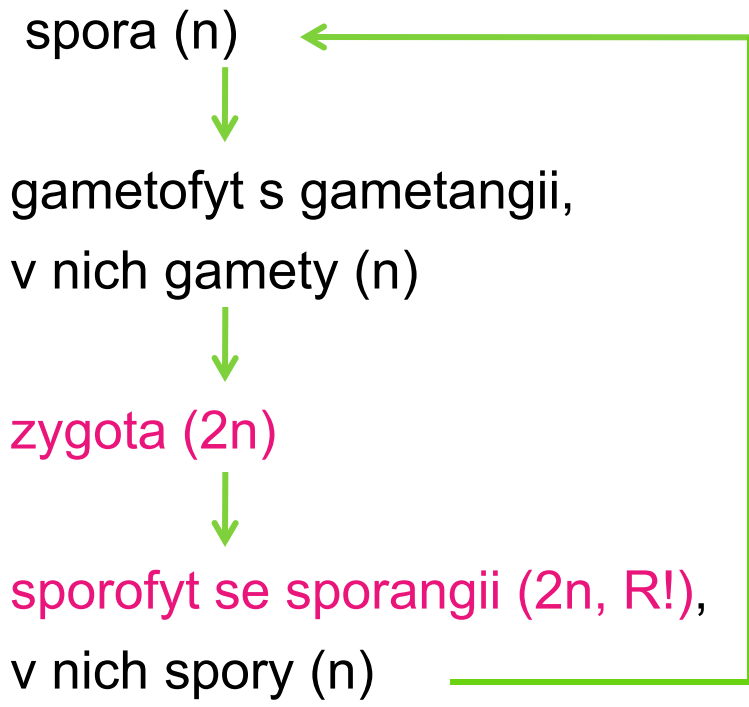 spora (n)
gametofyt s gametangii,
v nich gamety (n)
zygota (2n)
sporofyt se sporangii (2n, R!),
v nich spory (n)